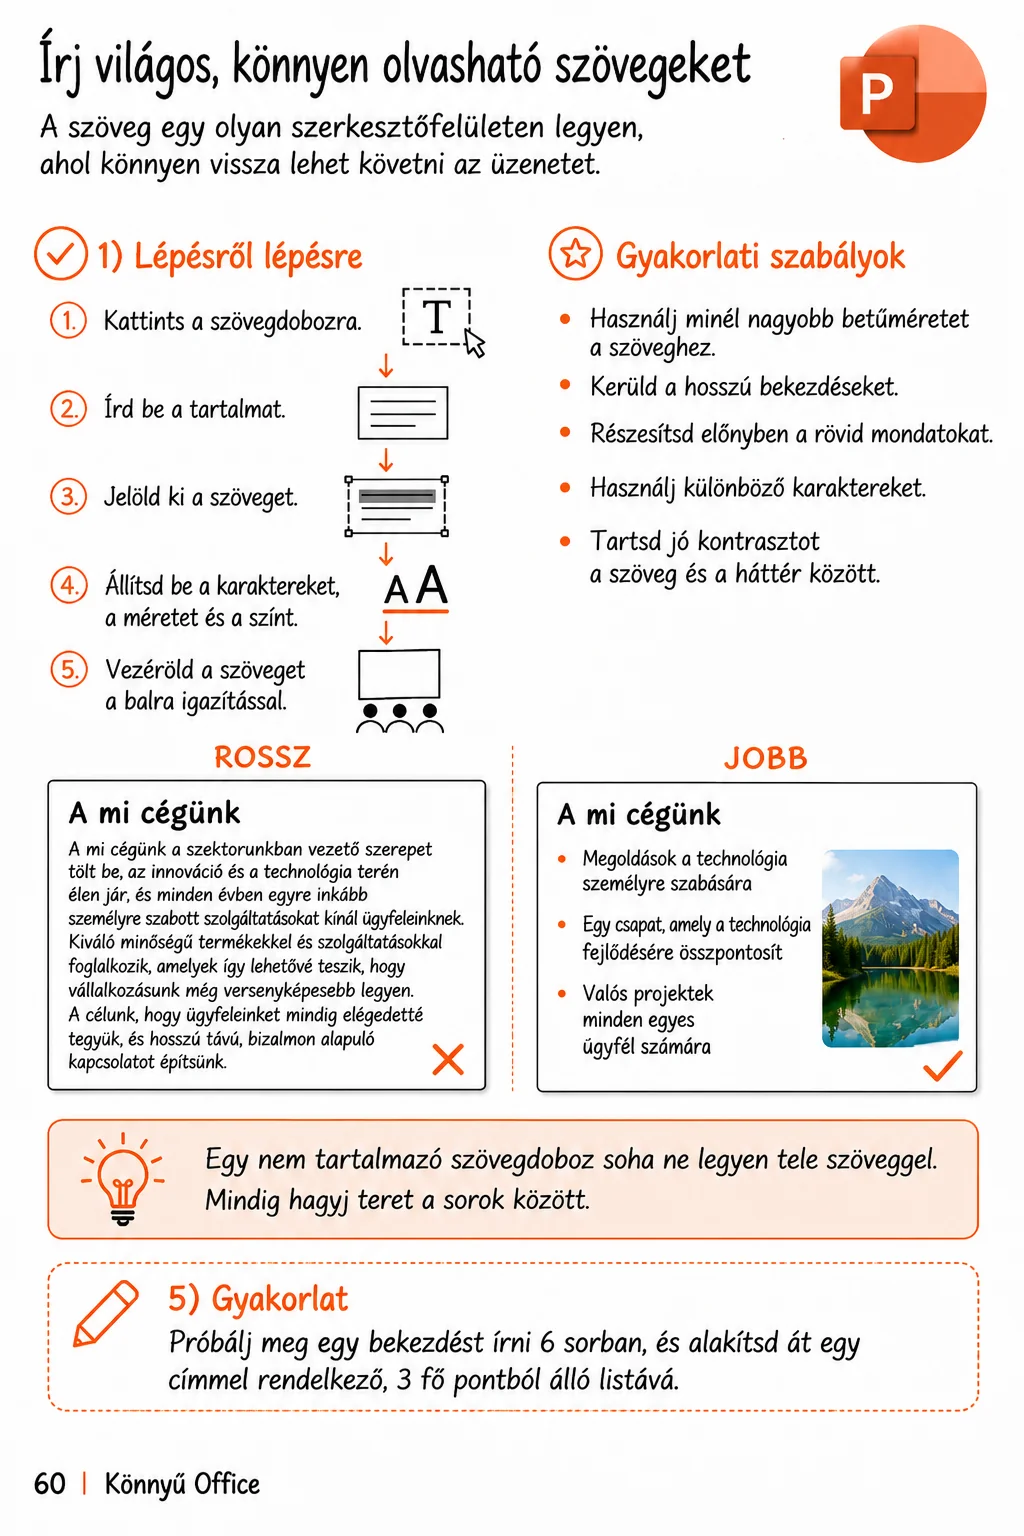 Írj világos, könnyen olvasható szövegeket
A szöveg egy olyan szerkesztőfelületen legyen,
ahol könnyen vissza lehet követni az üzenetet.
P
1) Lépésről lépésre
1. Kattints a szövegdobozra.
T
2. Írd be a tartalmat.
3. Jelöld ki a szöveget.
4. Állítsd be a karaktereket,
a méretet és a színt.
A A
5. Vezéröld a szöveget
a balra igazítással.
Gyakorlati szabályok
• Használj minél nagyobb betűméretet
a szöveghez.
• Kerüld a hosszú bekezdéseket.
• Részesítsd előnyben a rövid mondatokat.
• Használj különböző karaktereket.
• Tartsd jó kontrasztot
a szöveg és a háttér között.
ROSSZ
A mi cégünk
A mi cégünk a szektorunkban vezető szerepet
tölt be, az innováció és a technológia terén
élen jár, és minden évben egyre inkább
személyre szabott szolgáltatásokat kínál ügyfeleinknek.
Kiváló minőségű termékekkel és szolgáltatásokkal
foglalkozik, amelyek így lehetővé teszik, hogy
vállalkozásunk még versenyképesebb legyen.
A célunk, hogy ügyfeleinket mindig elégedetté
tegyük, és hosszú távú, bizalmon alapuló
kapcsolatot építsünk.
JOBB
A mi cégünk
• Megoldások a technológia
személyre szabására
• Egy csapat, amely a technológia
fejlődésére összpontosít
• Valós projektek
minden egyes
ügyfél számára
Egy nem tartalmazó szövegdoboz soha ne legyen tele szöveggel.
Mindig hagyj teret a sorok között.
5) Gyakorlat
Próbálj meg egy bekezdést írni 6 sorban, és alakítsd át egy
címmel rendelkező, 3 fő pontból álló listává.
60 | Könnyű Office